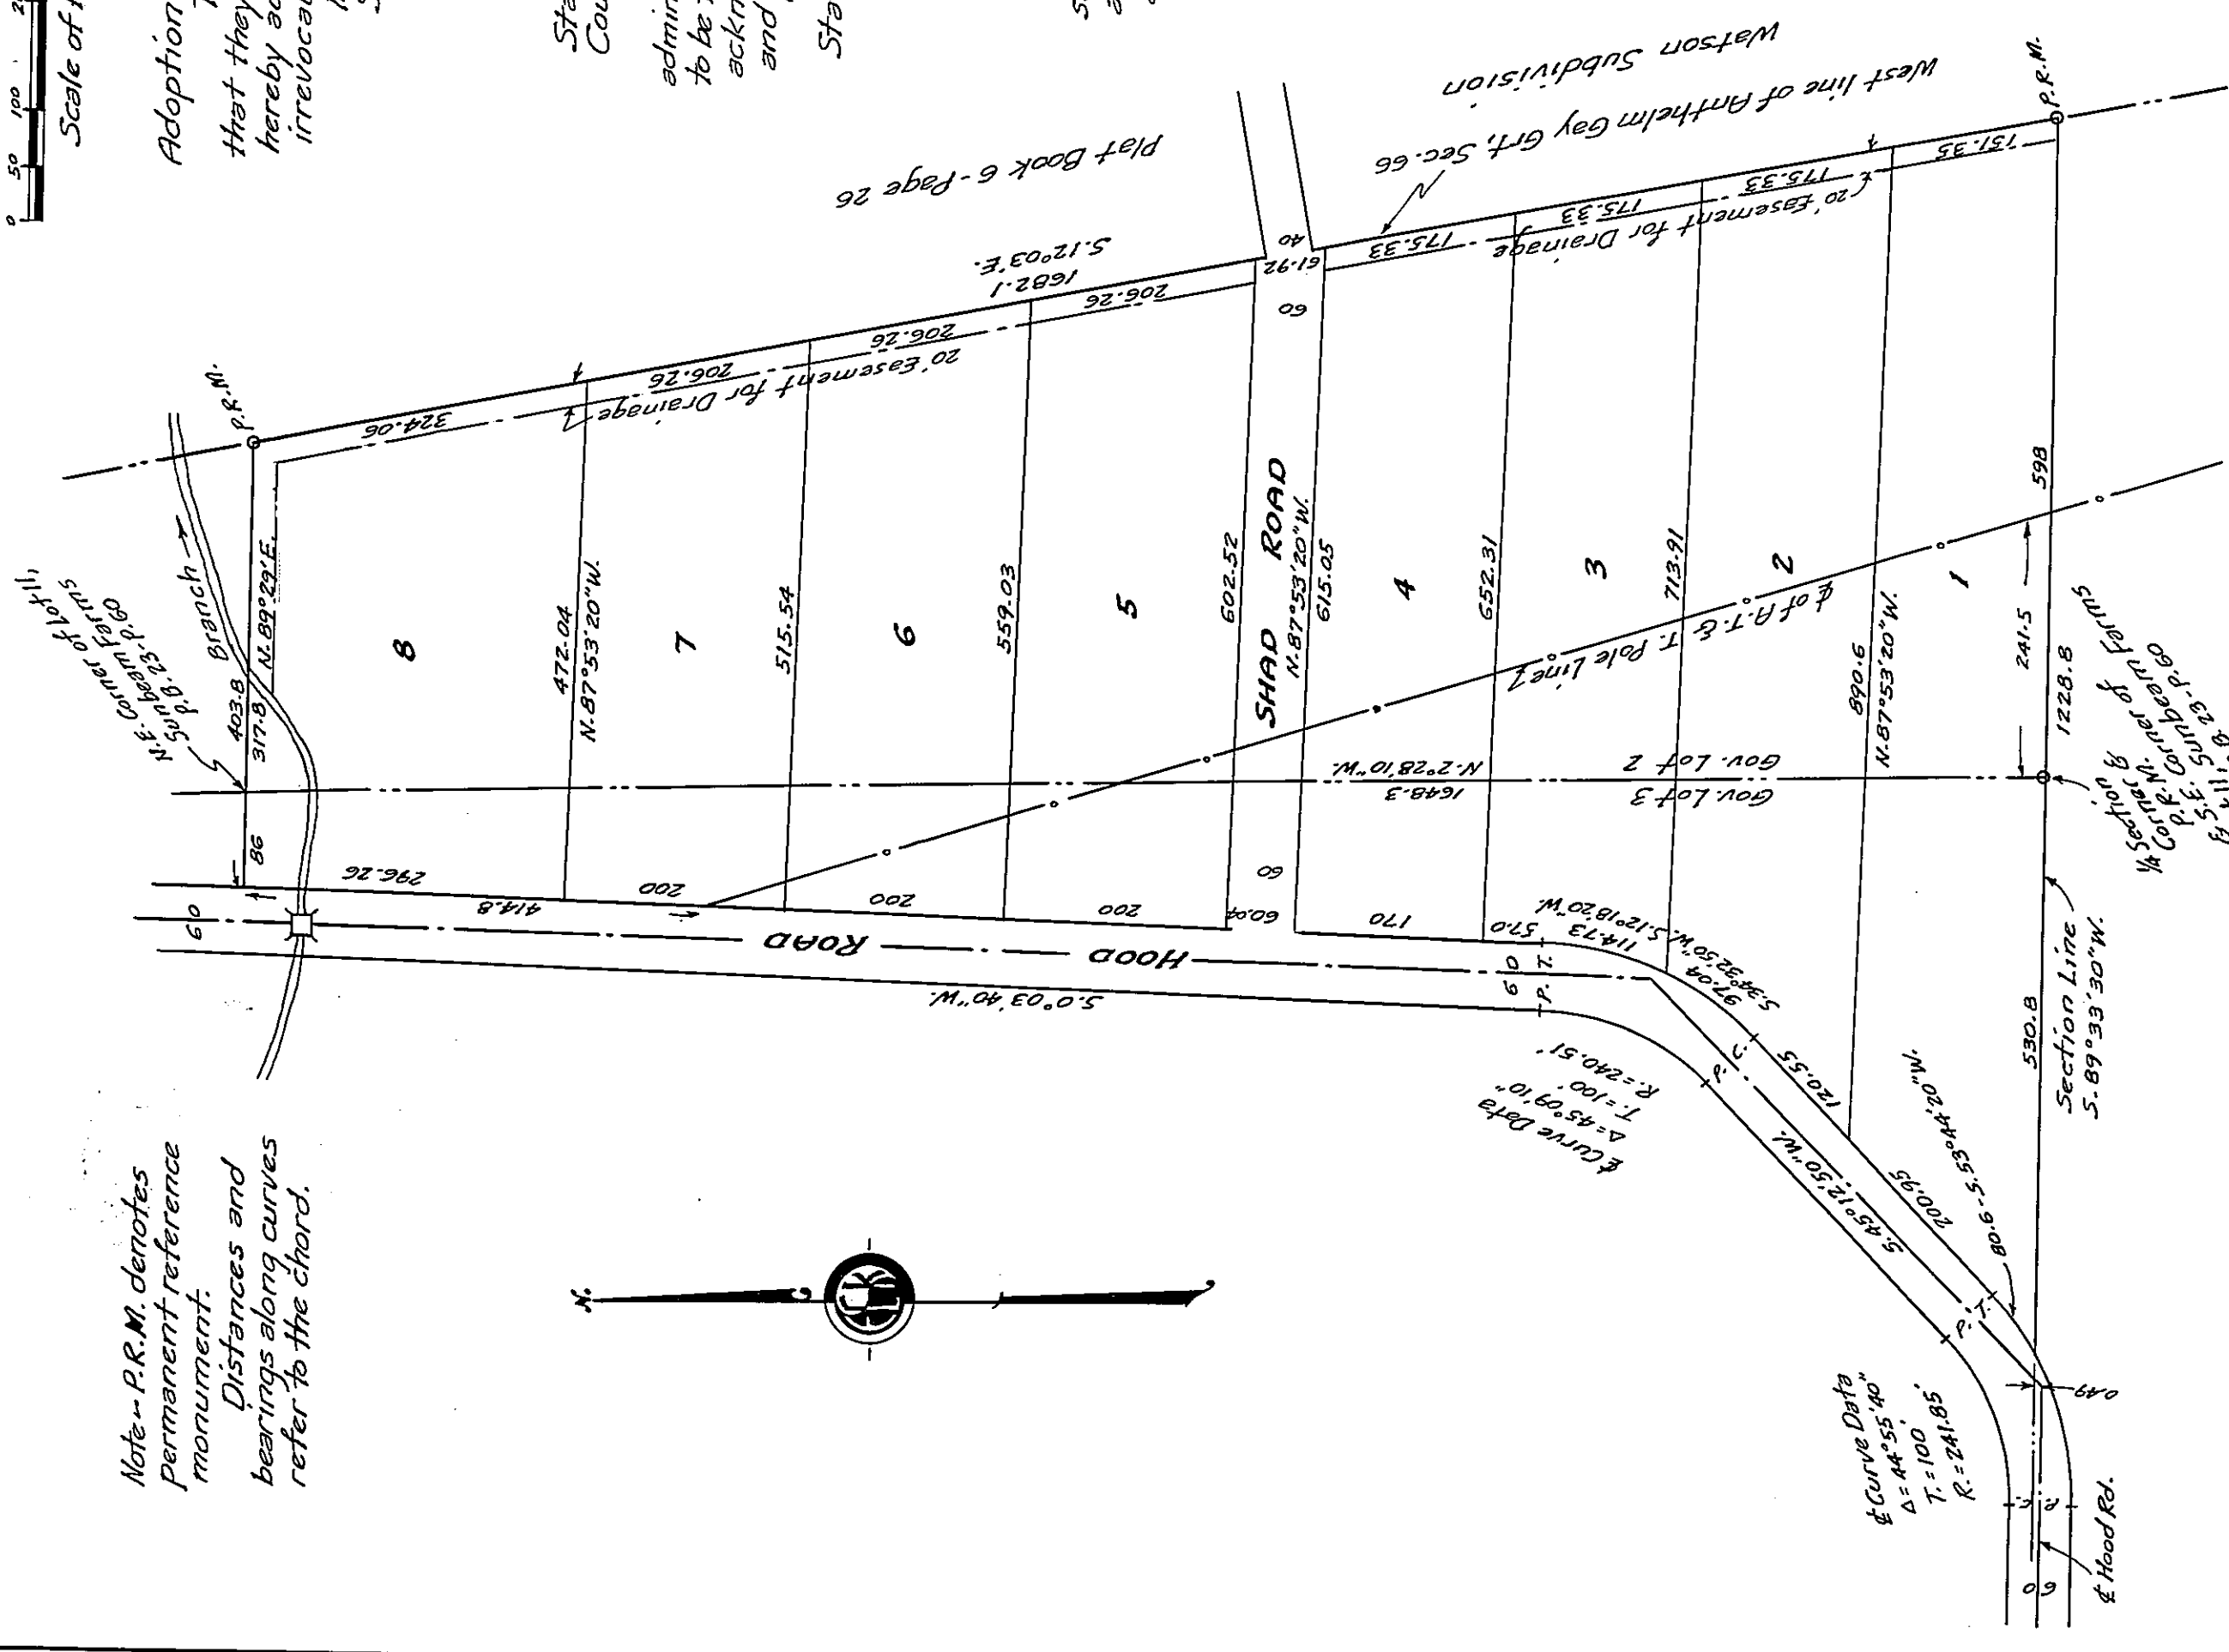 0 50 100
Scale of
Adoption
that they
hereby
irrevoca
Sta
Cou
admin
to be
ackn
and
Sta
Note~ P.R.M. denotes
permanent reference
monument.
Distances and
bearings along curves
refer to the chord.
N.
N.E. Corner of Lot 11,
Sunbeam Farms
P.B. 23-P.60
Branch
P.R.M.
403.8
317.8
N.89°29'E.
86
324.06
8
296.26
414.8
60
472.04
N.87°53'20"W.
20' Easement for Drainage
206.26
7
200
515.54
206.26
6
200
559.03
1682.1
S.12°03'E.
Plat Book 6-Page 26
206.26
5
200
602.52
HOOD ROAD
S.0°03'40"W.
60.04
60
SHAD ROAD
N.87°53'20"W.
60
61.92
40
615.05
Watson Subdivision
West line of Anthelm Gay Grt, Sec. 66
175.33
4
170
N.2°28'10"W.
1648.3
652.31
57.0
60
P.T.
175.33
20' Easement for Drainage
3
114.73
S.12°18'20"W.
713.91
℄ of A.T.& T. Pole Line
175.33
2
Gov. Lot 2
Gov. Lot 3
97.04
S.34°32'50"W.
P.C.
120.55
890.6
N.87°53'20"W.
151.35
P.R.M.
1
598
241.5
1228.8
530.8
Section Line
S.89°33'30"W.
1/4 Section &
Corner
P.R.M.
S.E. Corner of
Sunbeam Farms
23-P.60
℄ Curve Data
Δ=45°09'10"
T.=100'
R.=240.51'
S.45°12'50"W.
200.95
80.6-S.53°44'20"W.
P.T.
℄ Curve Data
Δ=44°55'40"
T.=100'
R.=241.85'
0.49
P.C.
60
℄ Hood Rd.